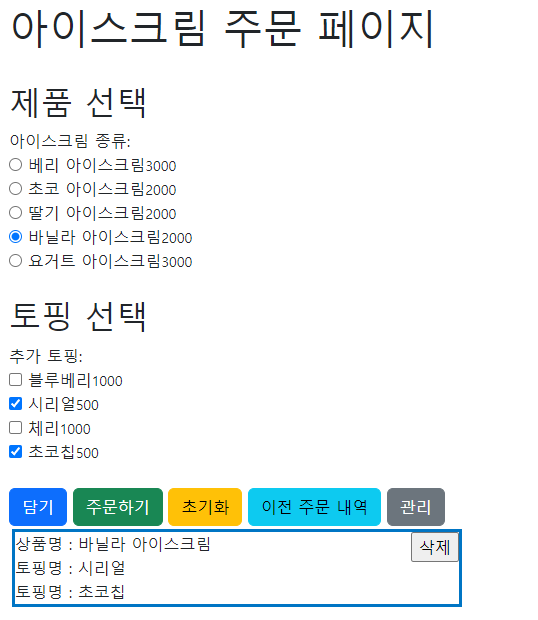 아이스크림 주문 페이지
제품 선택
아이스크림 종류:
베리 아이스크림3000
초코 아이스크림2000
딸기 아이스크림2000
바닐라 아이스크림2000
요거트 아이스크림3000
토핑 선택
추가 토핑:
블루베리1000
시리얼500
체리1000
초코칩500
담기 주문하기 초기화 이전 주문 내역 관리
상품명 : 바닐라 아이스크림 삭제
토핑명 : 시리얼
토핑명 : 초코칩